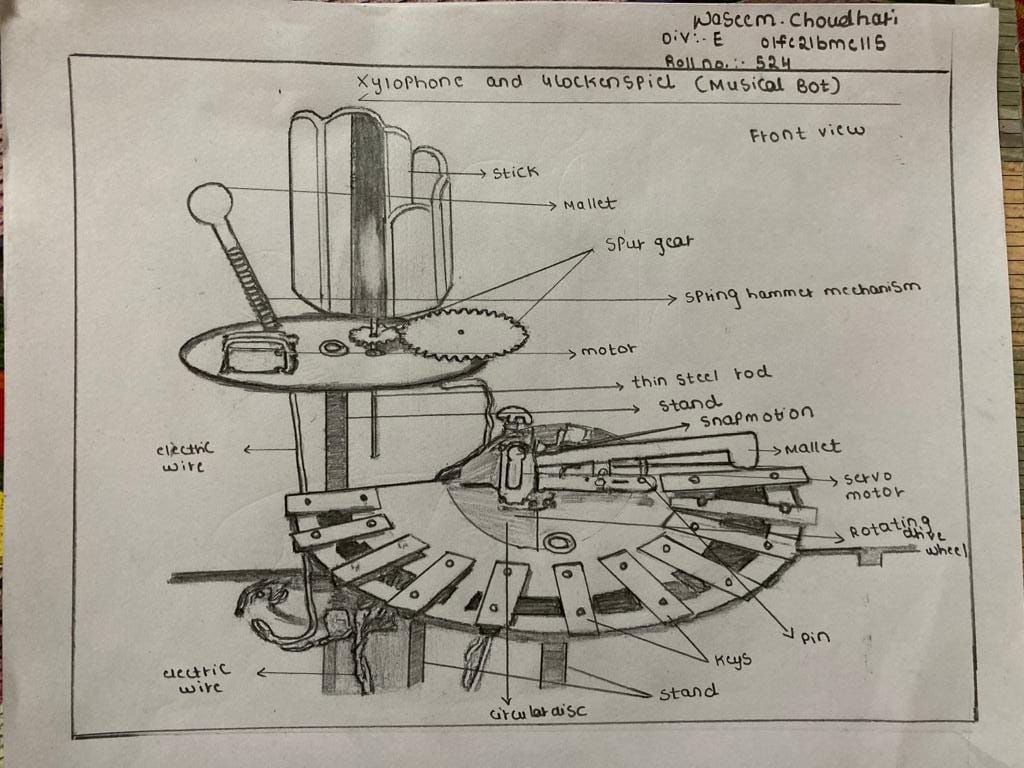 Waseem. Choudhari
Div:- E 01fe21bme115
Roll no. :- 524
Xylophone and Glockenspiel (Musical Bot)
Front view
Stick
Mallet
Spur gear
Spring hammer mechanism
motor
thin steel rod
Stand
Snapmotion
Mallet
electric
wire
servo
motor
Rotating
drive
wheel
Pin
Keys
electric
wire
Stand
circular disc